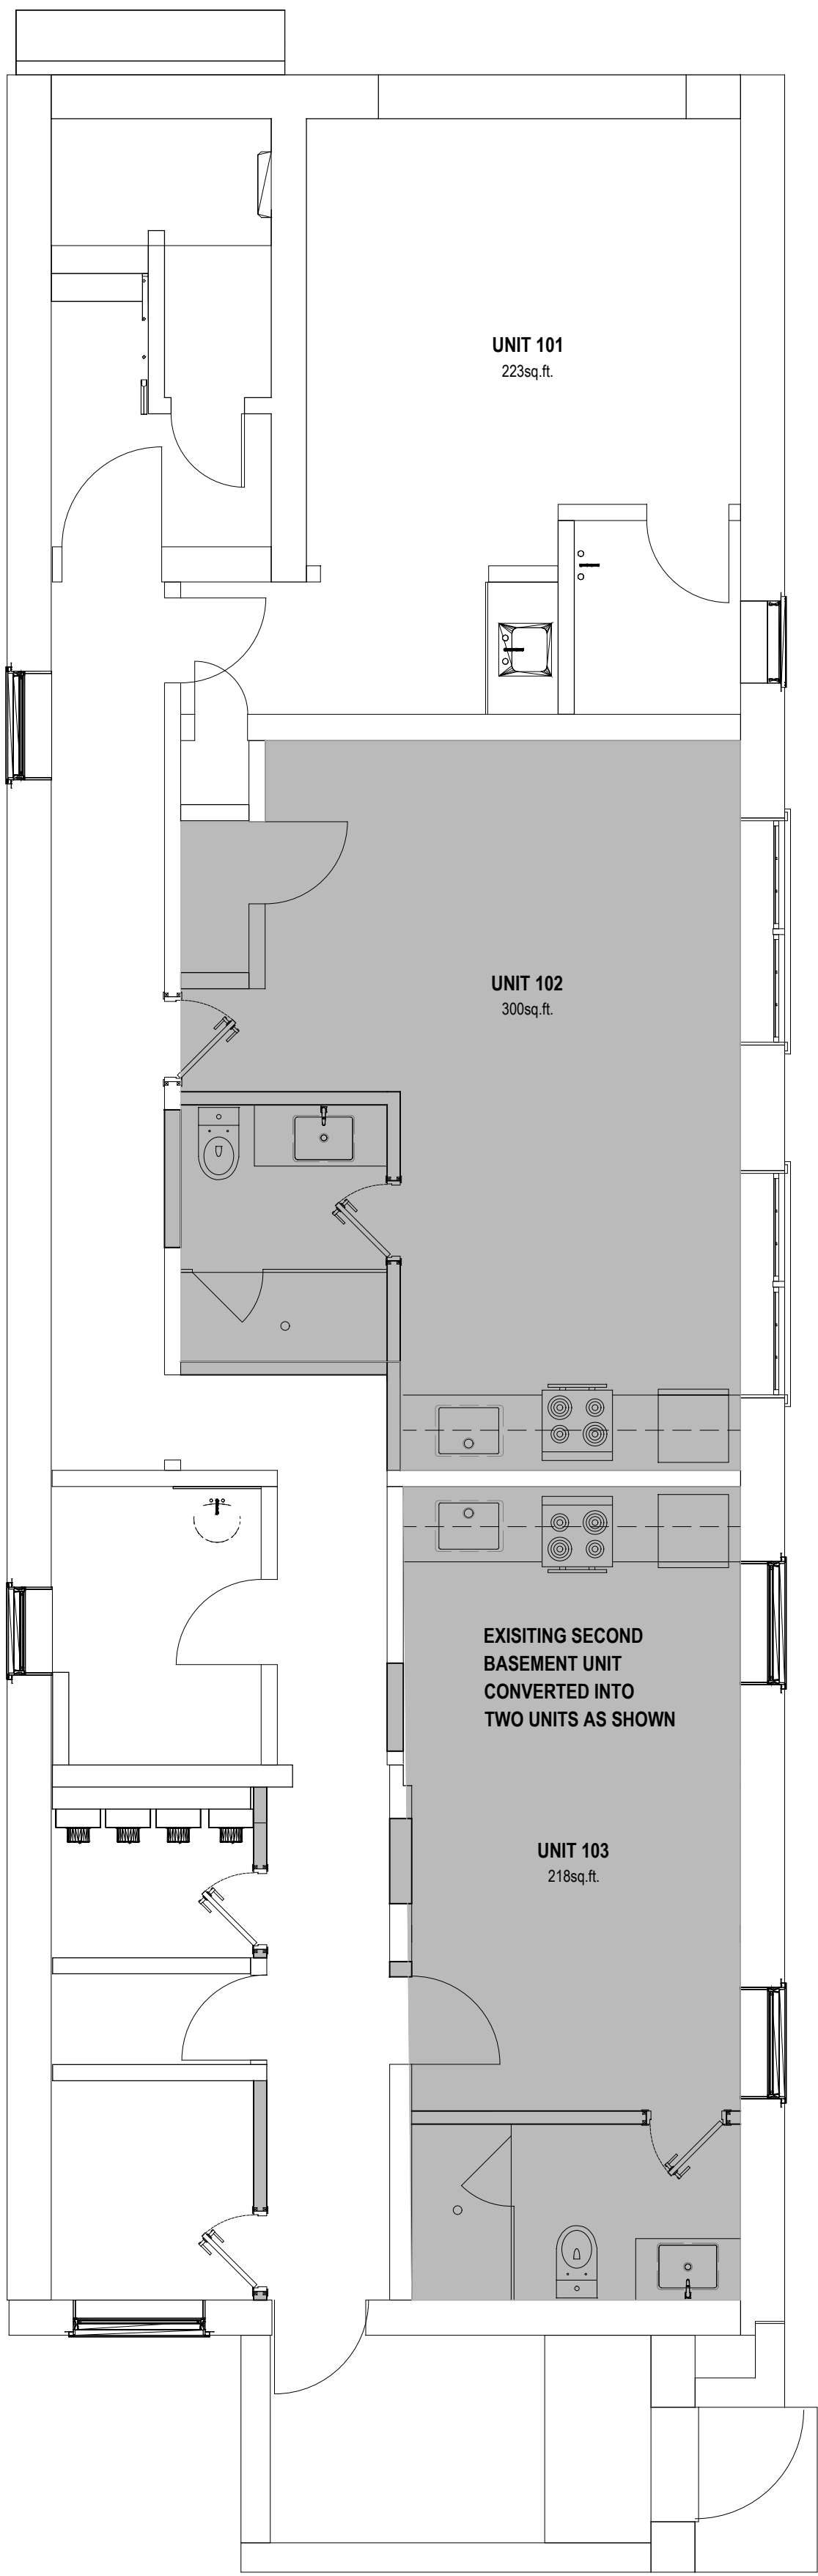 UNIT 101
223sq.ft.
UNIT 102
300sq.ft.
EXISITING SECOND
BASEMENT UNIT
CONVERTED INTO
TWO UNITS AS SHOWN
UNIT 103
218sq.ft.